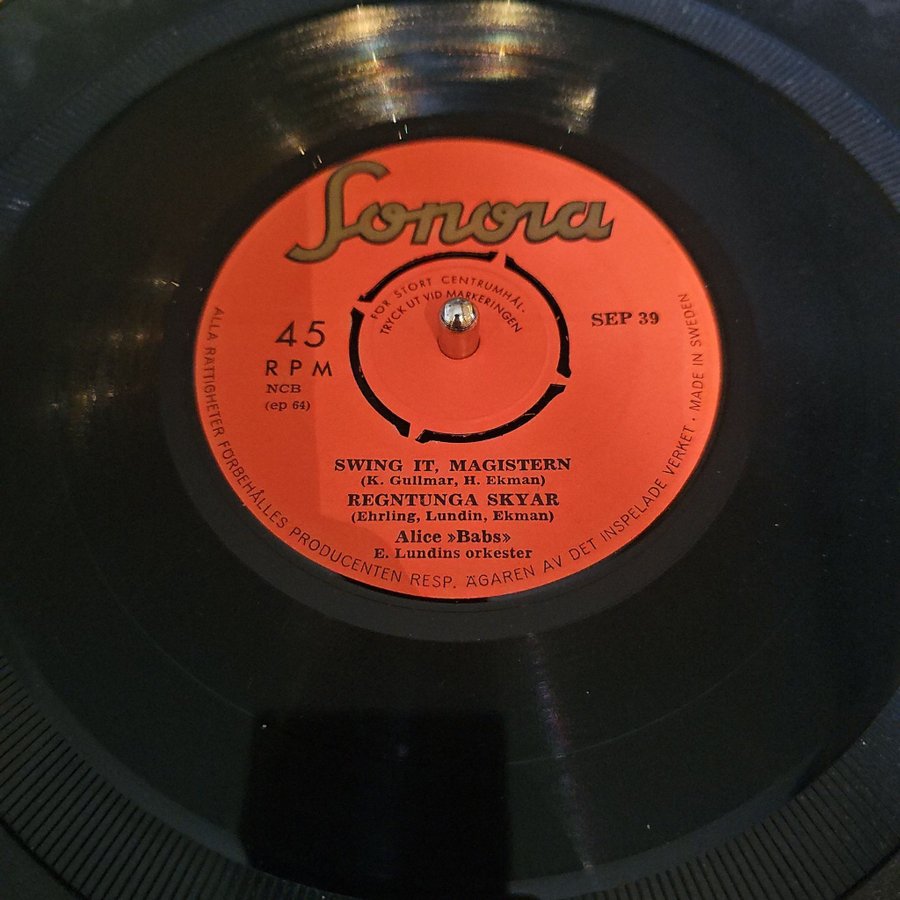 Sonora
FÖR STORT CENTRUMHÅL-
TRYCK UT VID MARKERINGEN
45
RPM
NCB
(ep 64)
SEP 39
SWING IT, MAGISTERN
(K. Gullmar, H. Ekman)
REGNTUNGA SKYAR
(Ehrling, Lundin, Ekman)
Alice »Babs»
E. Lundins orkester
ALLA RÄTTIGHETER FÖRBEHÅLLES PRODUCENTEN RESP. ÄGAREN AV DET INSPELADE VERKET · MADE IN SWEDEN